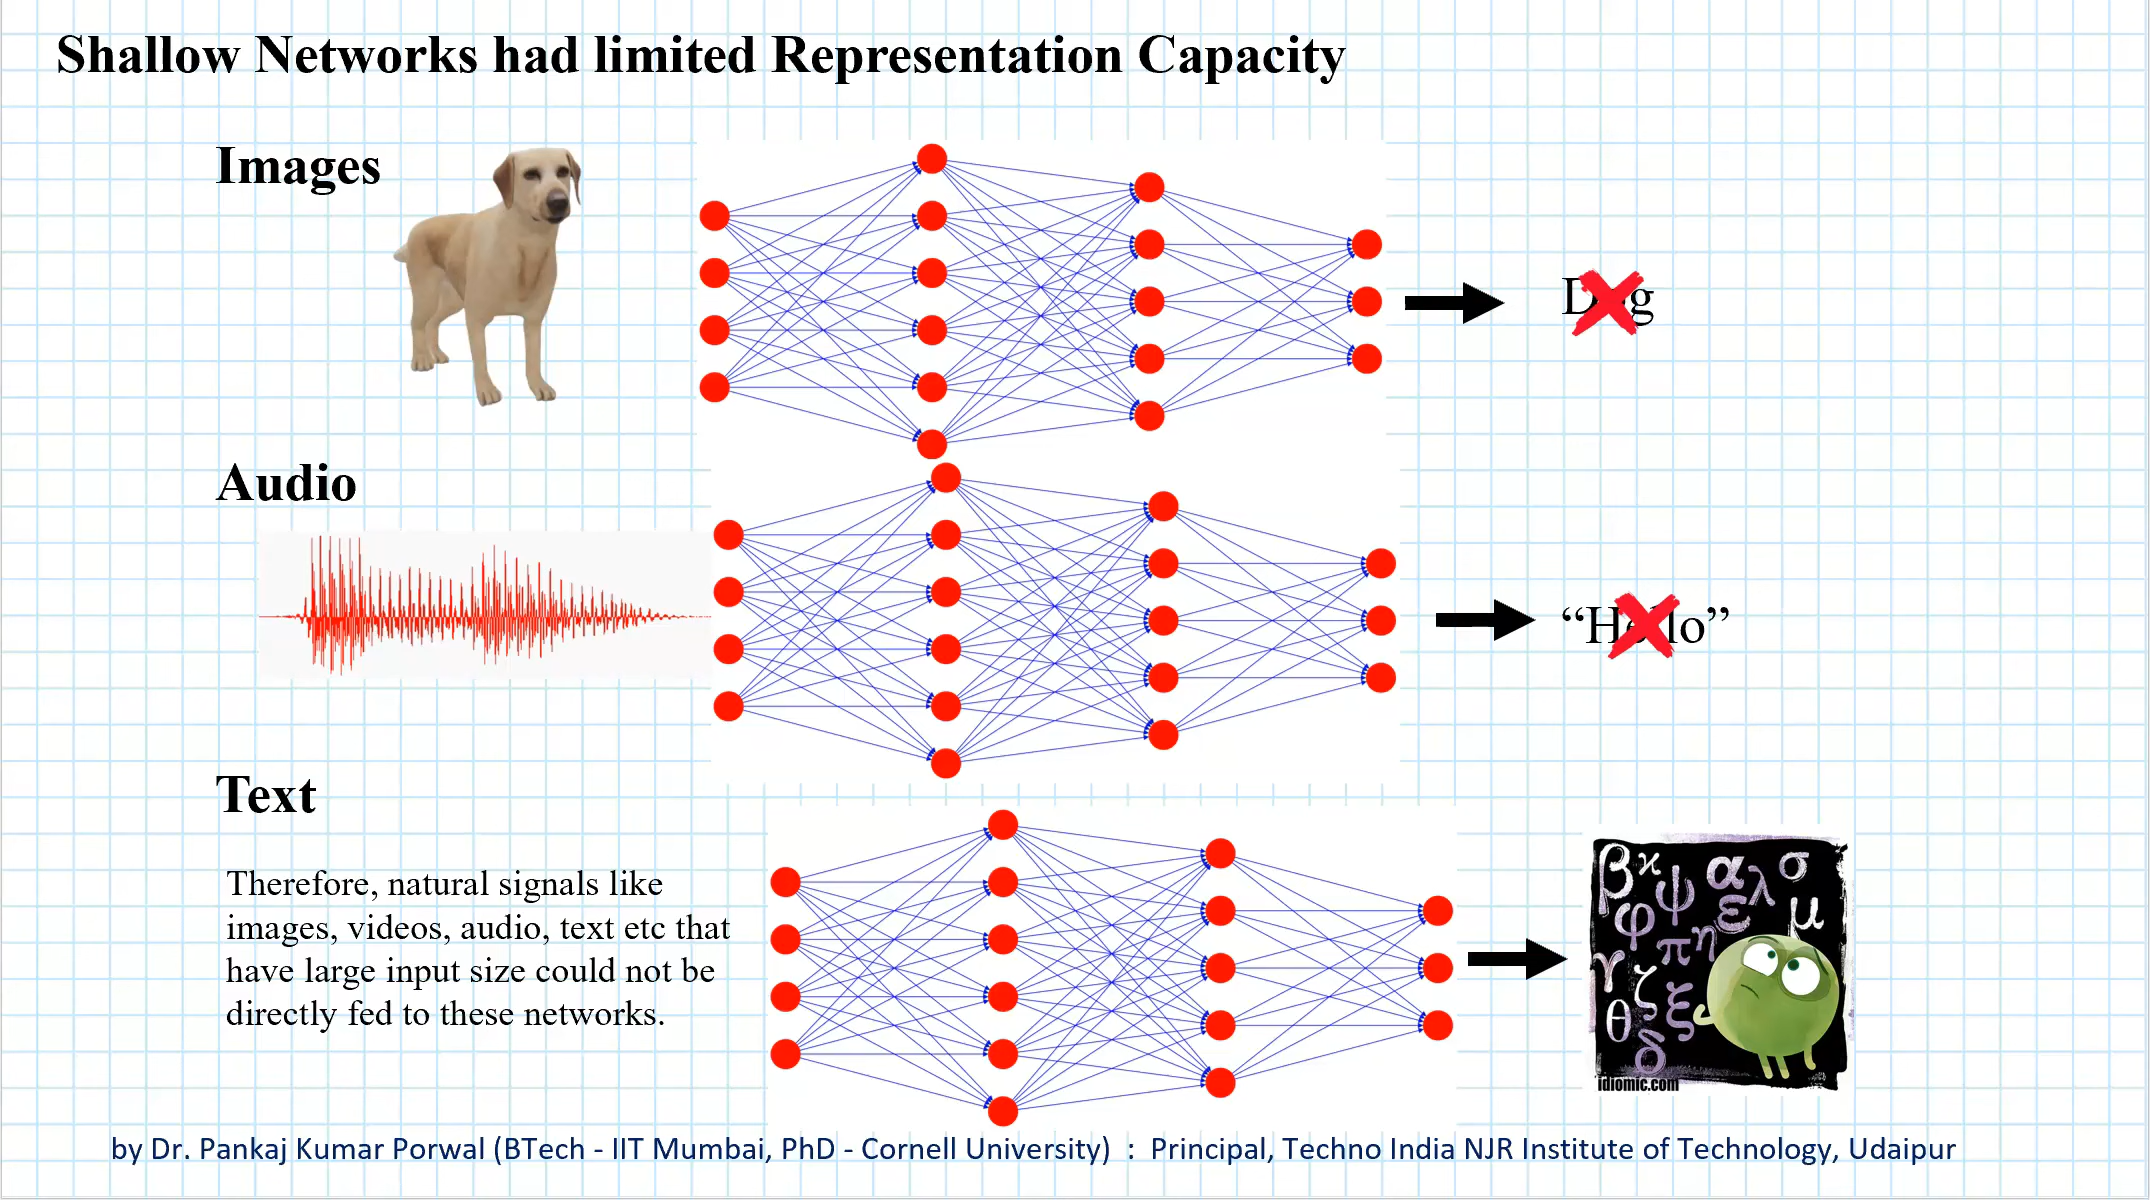 Shallow Networks had limited Representation Capacity
Images
Dog
Audio
“Hello”
Text
Therefore, natural signals like
images, videos, audio, text etc that
have large input size could not be
directly fed to these networks.
β ϰ ψ α λ σ
φ ε μ
π η
γ ζ ξ
θ δ
idiomic.com
by Dr. Pankaj Kumar Porwal (BTech - IIT Mumbai, PhD - Cornell University) : Principal, Techno India NJR Institute of Technology, Udaipur